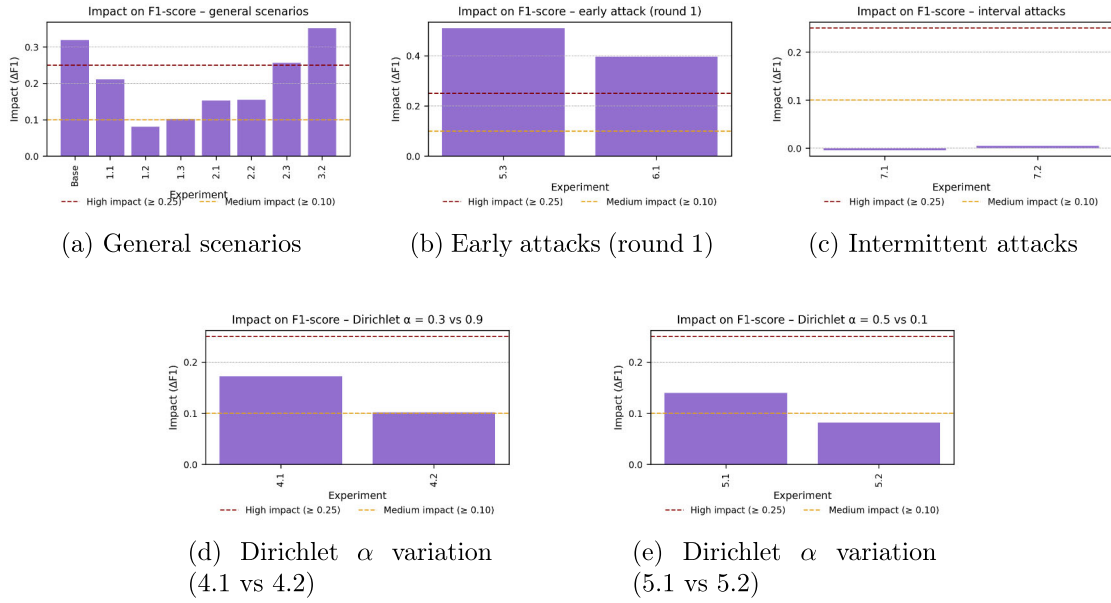 Impact on F1-score – general scenarios
Impact (ΔF1)
0.3
0.2
0.1
0.0
Base
1.1
1.2
1.3
2.1
2.2
2.3
3.2
Experiment
High impact (≥ 0.25) Medium impact (≥ 0.10)
(a) General scenarios
Impact on F1-score – early attack (round 1)
Impact (ΔF1)
0.4
0.2
0.0
5.3
6.1
Experiment
High impact (≥ 0.25) Medium impact (≥ 0.10)
(b) Early attacks (round 1)
Impact on F1-score – interval attacks
Impact (ΔF1)
0.2
0.1
0.0
7.1
7.2
Experiment
High impact (≥ 0.25) Medium impact (≥ 0.10)
(c) Intermittent attacks
Impact on F1-score – Dirichlet α = 0.3 vs 0.9
Impact (ΔF1)
0.2
0.1
0.0
4.1
4.2
Experiment
High impact (≥ 0.25) Medium impact (≥ 0.10)
(d) Dirichlet α variation
(4.1 vs 4.2)
Impact on F1-score – Dirichlet α = 0.5 vs 0.1
Impact (ΔF1)
0.2
0.1
0.0
5.1
5.2
Experiment
High impact (≥ 0.25) Medium impact (≥ 0.10)
(e) Dirichlet α variation
(5.1 vs 5.2)